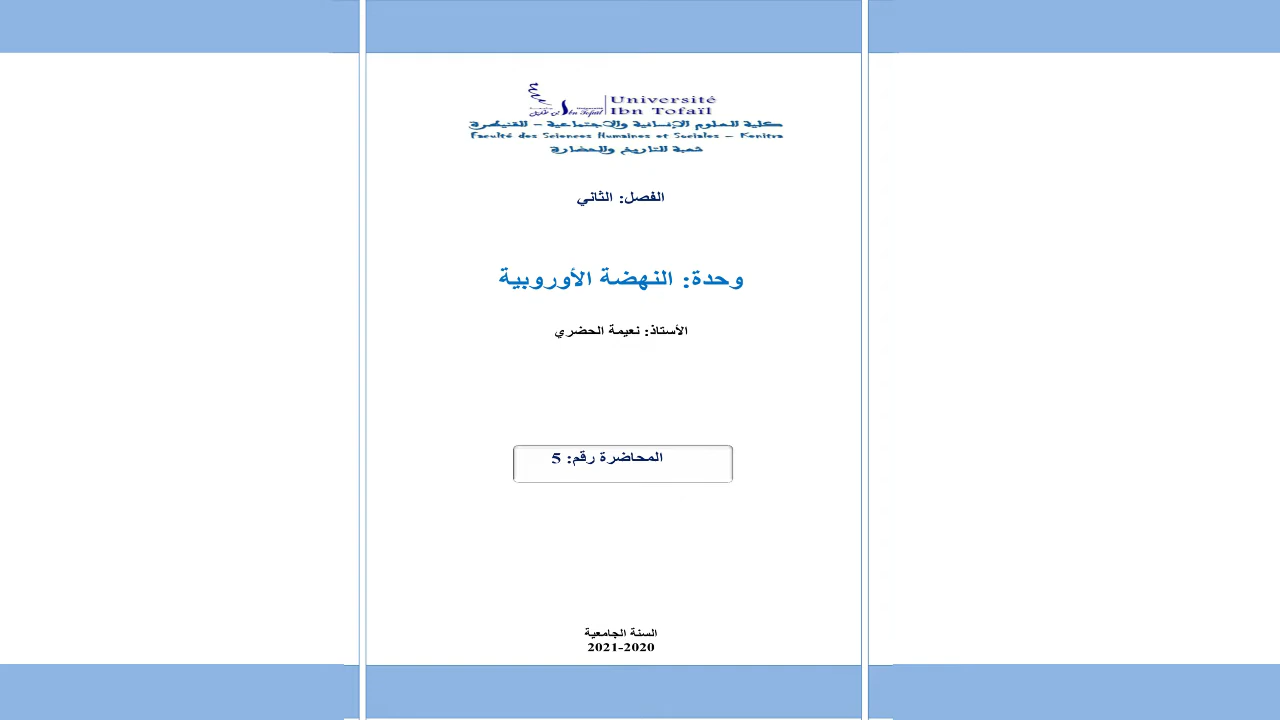 Université
Ibn Tofaïl
كلية العلوم الإنسانية والاجتماعية – القنيطرة
Faculté des Sciences Humaines et Sociales – Kenitra
شعبة التاريخ والحضارة
الفصل: الثاني
وحدة: النهضة الأوروبية
الأستاذ: نعيمة الحضري
المحاضرة رقم: 5
السنة الجامعية
2021-2020